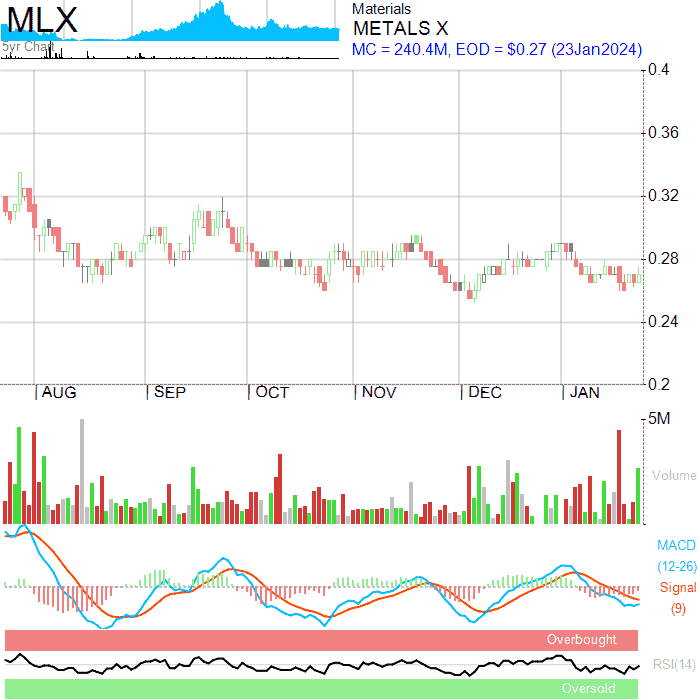 MLX
5yr Chart
Materials
METALS X
MC = 240.4M, EOD = $0.27 (23Jan2024)
0.4
0.36
0.32
0.28
0.24
0.2
AUG SEP OCT NOV DEC JAN
5M
Volume
MACD
(12-26)
Signal
(9)
Overbought
RSI(14)
Oversold